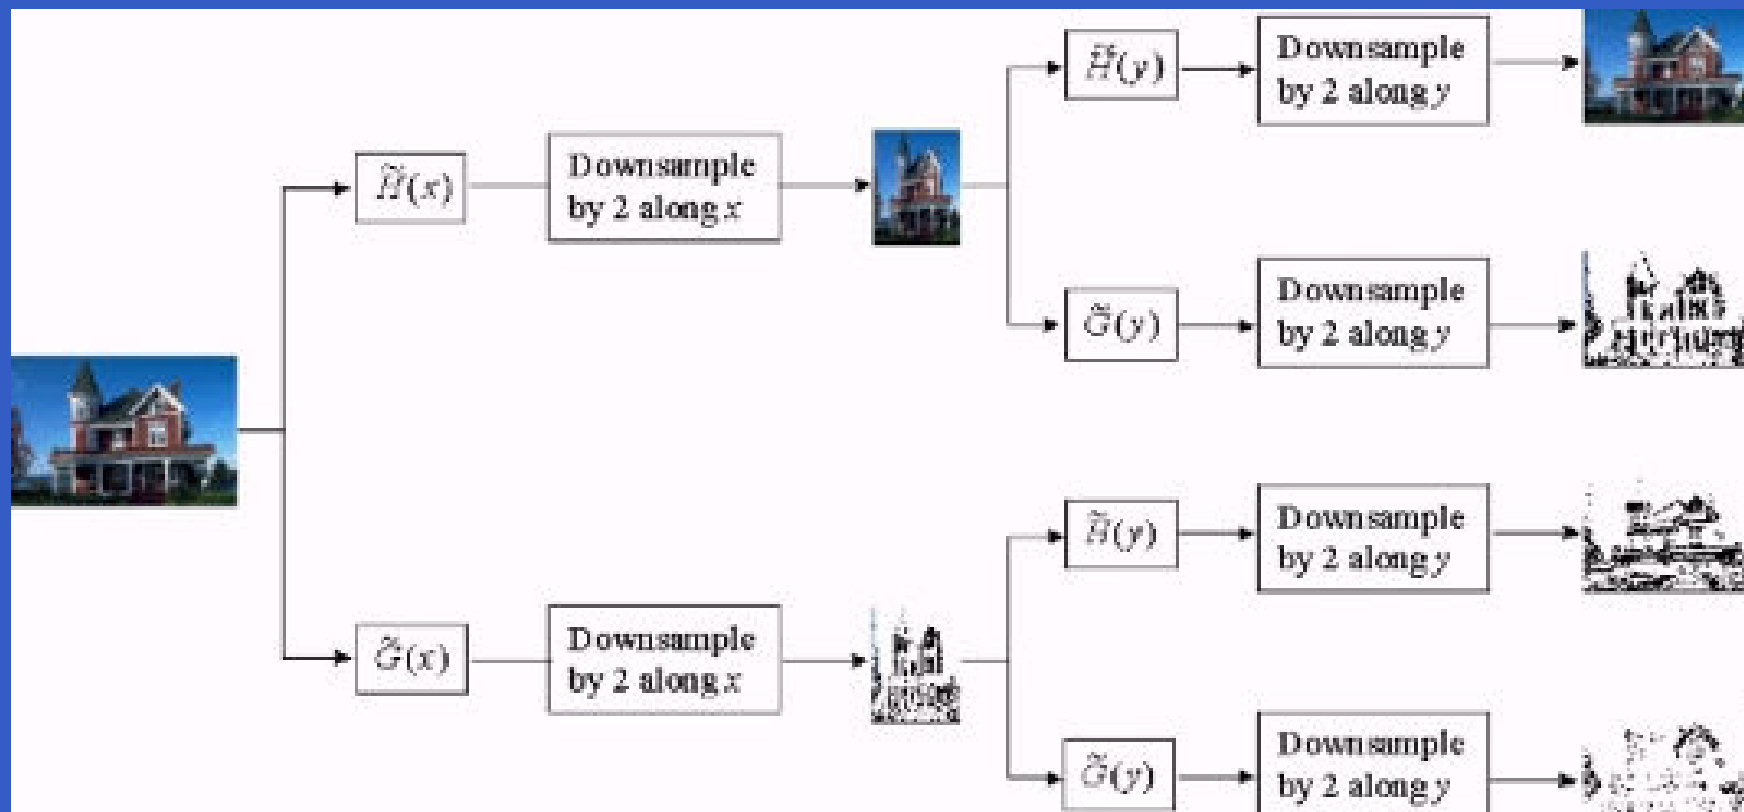 H̃(y)
Downsample
by 2 along y
H̃(x)
Downsample
by 2 along x
G̃(y)
Downsample
by 2 along y
H̃(y)
Downsample
by 2 along y
G̃(x)
Downsample
by 2 along x
G̃(y)
Downsample
by 2 along y